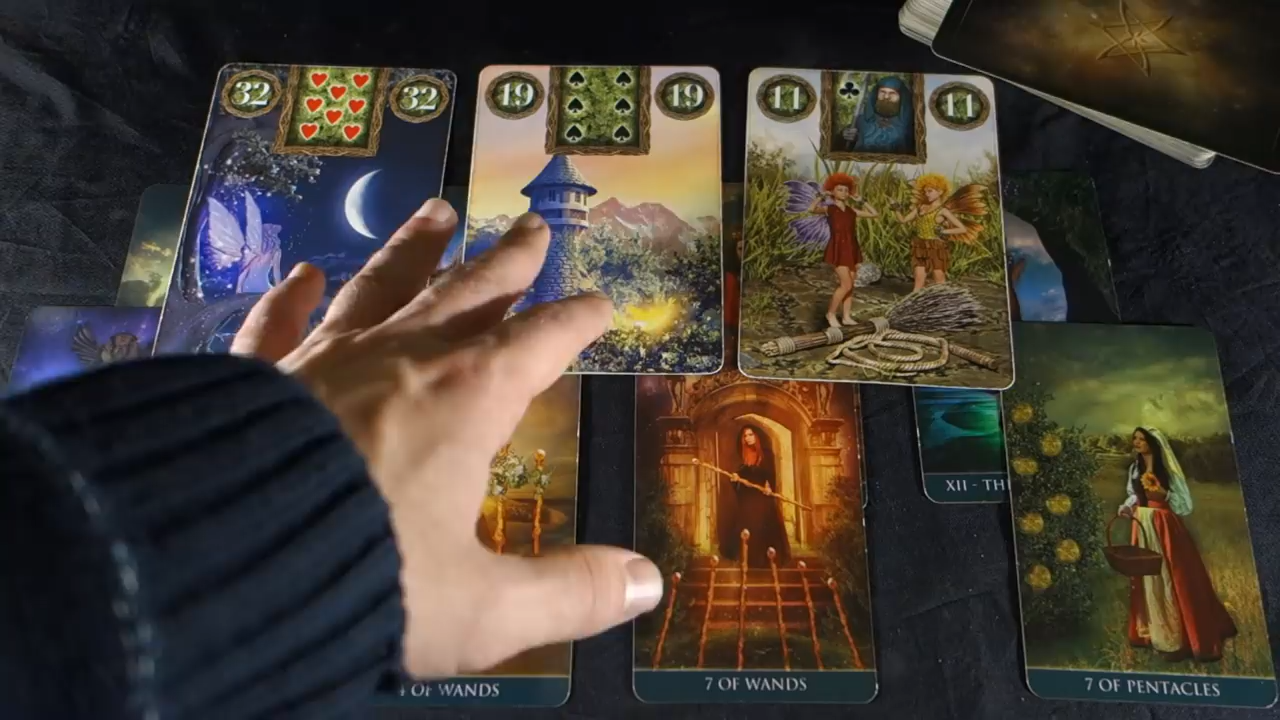 32 32
19 19
11 11
XII - TH
OF WANDS
7 OF WANDS
7 OF PENTACLES